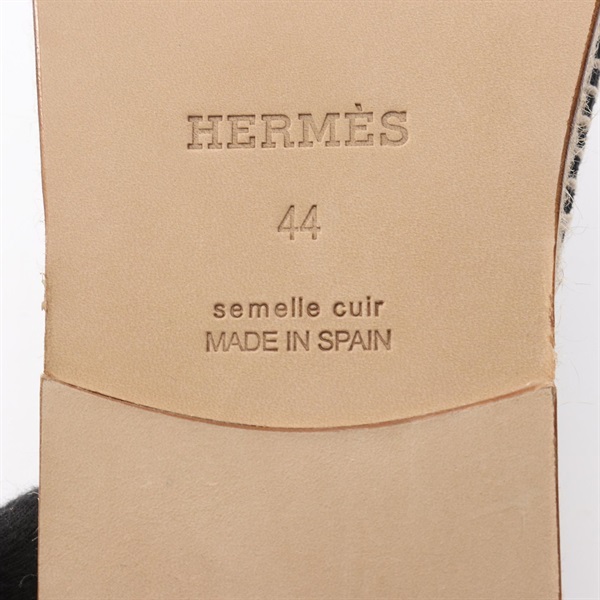 HERMÈS
44
semelle cuir
MADE IN SPAIN